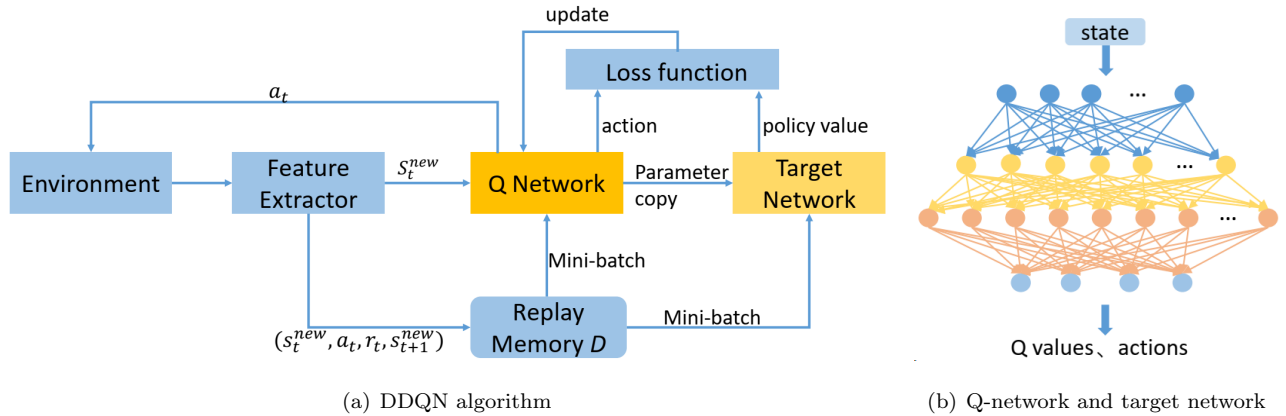 update
Loss function
a_t
action
policy value
Environment
Feature
Extractor
S_t^{new}
Q Network
Parameter
copy
Target
Network
Mini-batch
Replay
Memory D
Mini-batch
(s_t^{new}, a_t, r_t, s_{t+1}^{new})
(a) DDQN algorithm
state
...
...
...
Q values、actions
(b) Q-network and target network